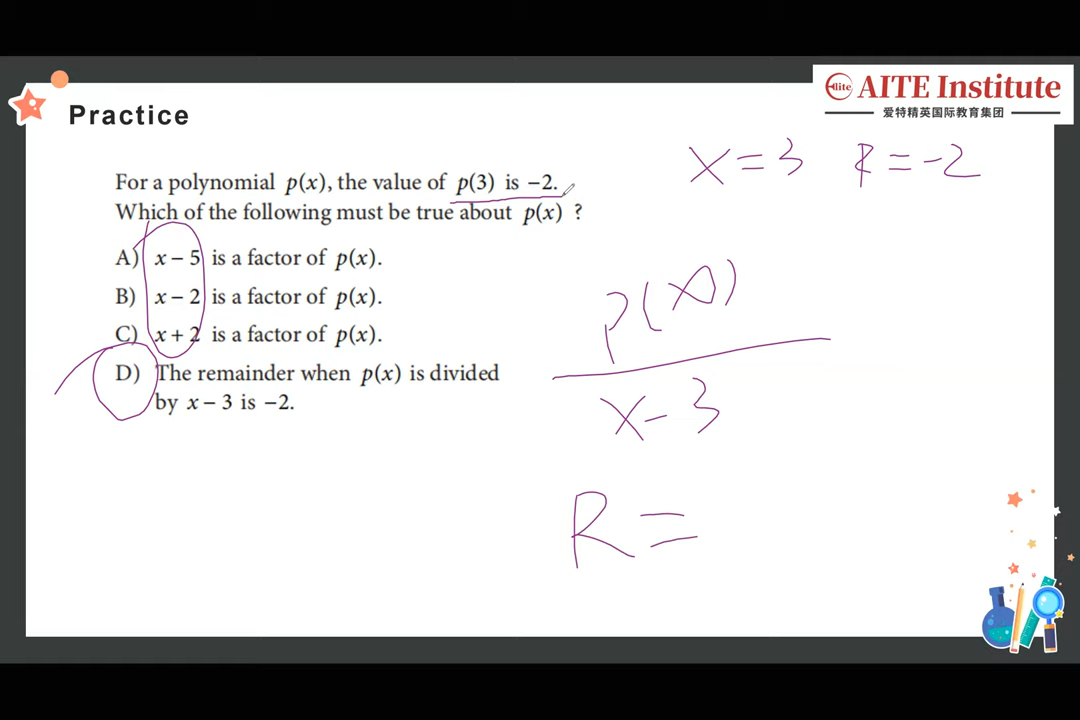 Elite AITE Institute
爱特精英国际教育集团
Practice
x=3 R=-2
For a polynomial p(x), the value of p(3) is −2.
Which of the following must be true about p(x) ?
A) x − 5 is a factor of p(x).
B) x − 2 is a factor of p(x).
C) x + 2 is a factor of p(x).
D) The remainder when p(x) is divided
by x − 3 is −2.
p(x)
x-3
R=